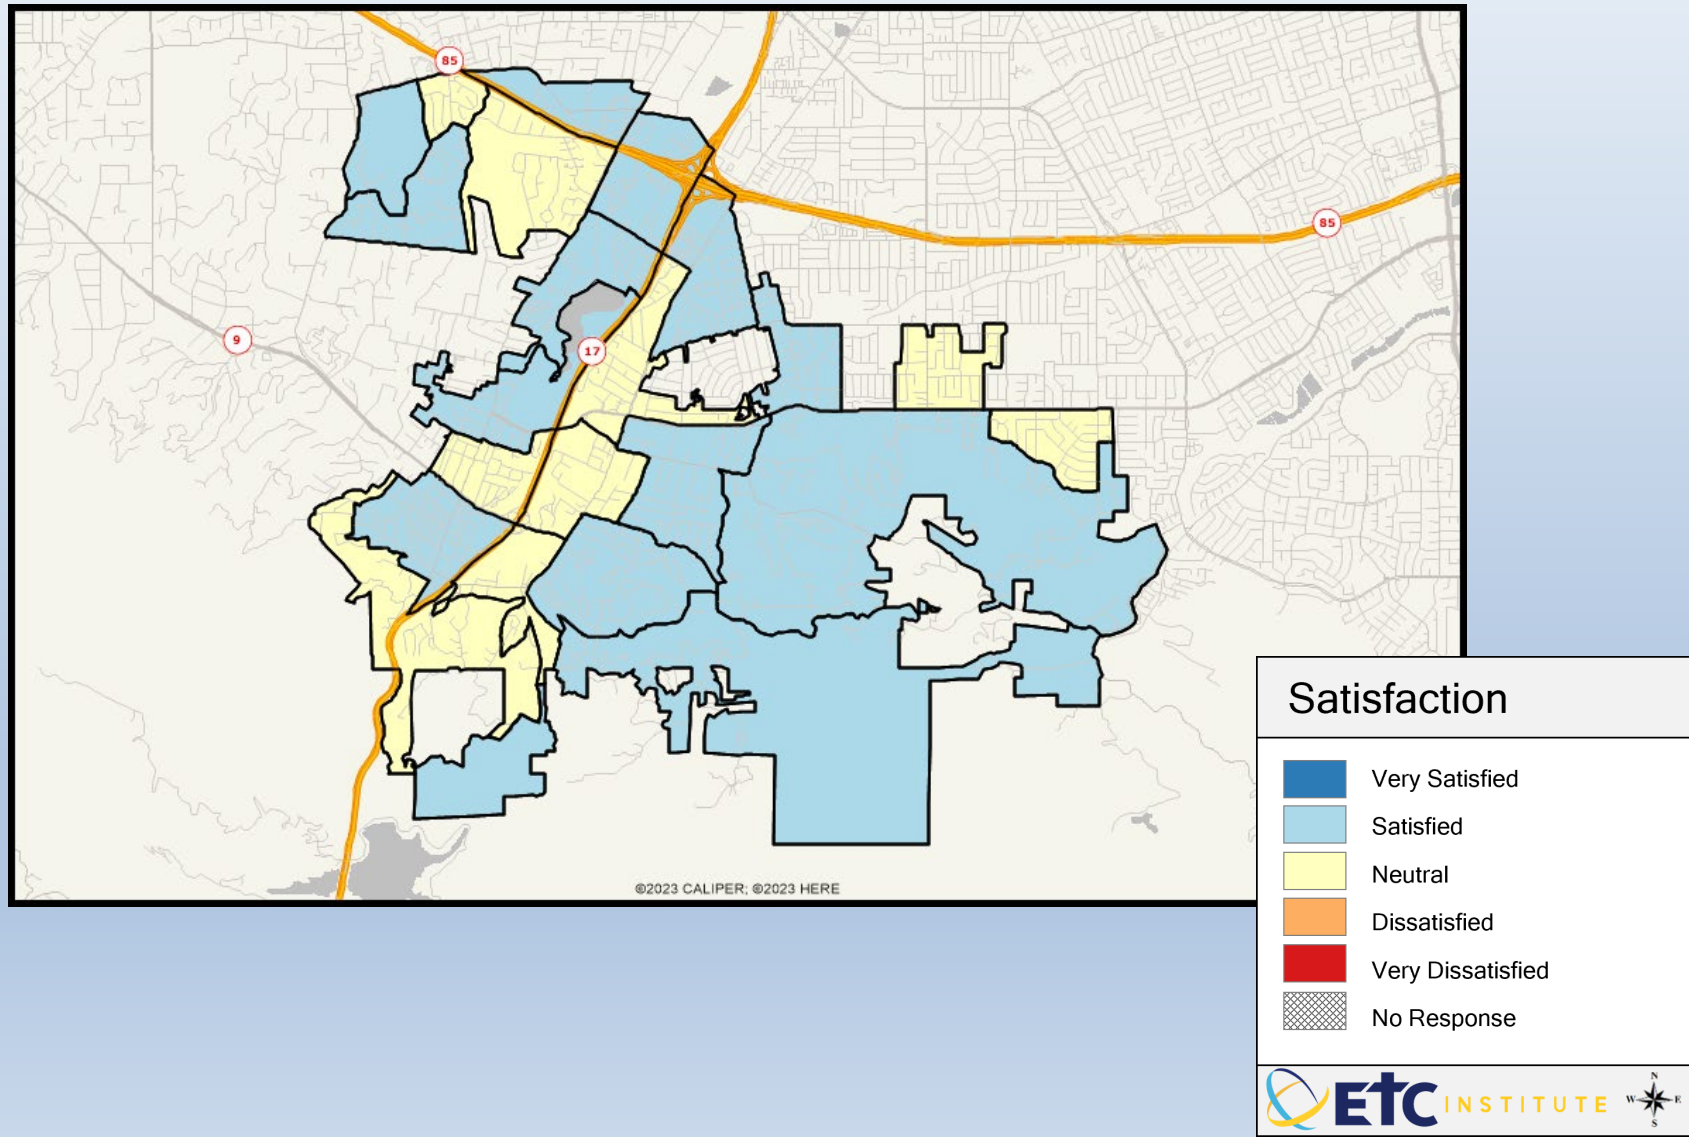 85
85
9
17
©2023 CALIPER; ©2023 HERE
Satisfaction
Very Satisfied
Satisfied
Neutral
Dissatisfied
Very Dissatisfied
No Response
ETC INSTITUTE
N
W E
S